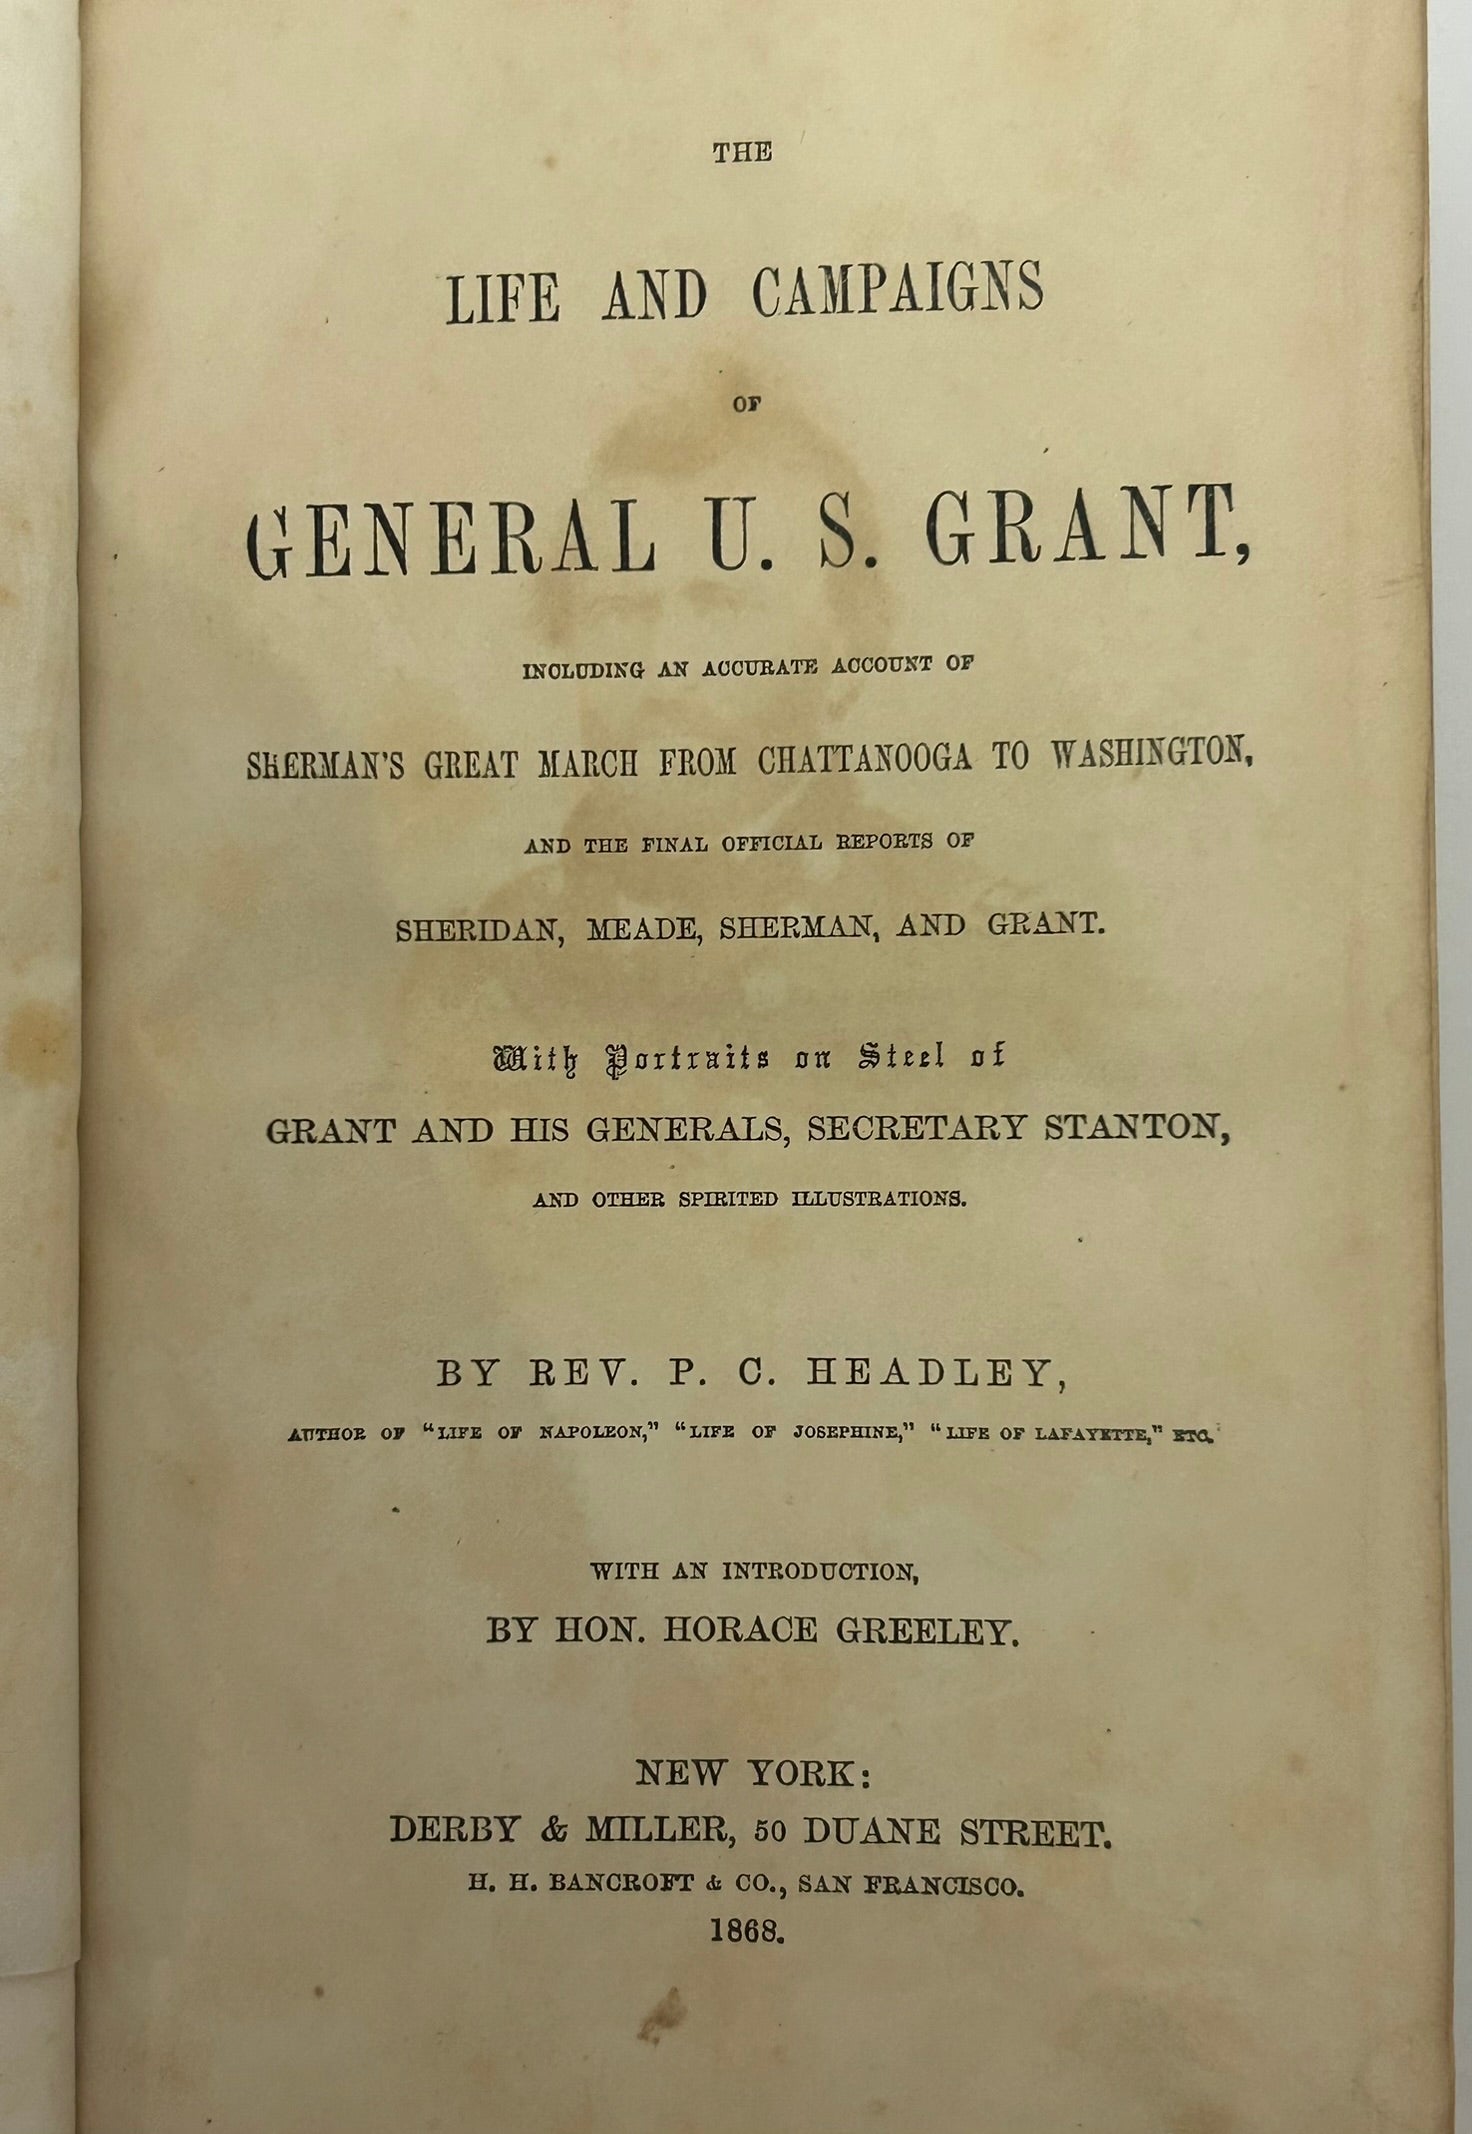 THE
LIFE AND CAMPAIGNS
OF
GENERAL U. S. GRANT,
INCLUDING AN ACCURATE ACCOUNT OF
SHERMAN'S GREAT MARCH FROM CHATTANOOGA TO WASHINGTON,
AND THE FINAL OFFICIAL REPORTS OF
SHERIDAN, MEADE, SHERMAN, AND GRANT.
With Portraits on Steel of
GRANT AND HIS GENERALS, SECRETARY STANTON,
AND OTHER SPIRITED ILLUSTRATIONS.
BY REV. P. C. HEADLEY,
AUTHOR OF "LIFE OF NAPOLEON," "LIFE OF JOSEPHINE," "LIFE OF LAFAYETTE," ETC.
WITH AN INTRODUCTION,
BY HON. HORACE GREELEY.
NEW YORK:
DERBY & MILLER, 50 DUANE STREET.
H. H. BANCROFT & CO., SAN FRANCISCO.
1868.